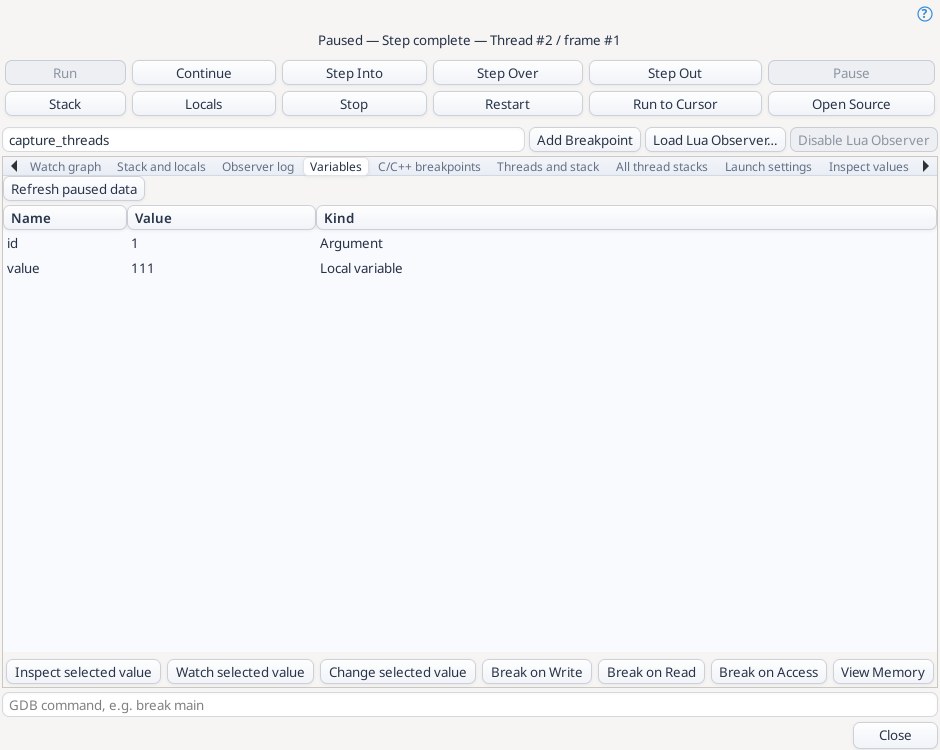 ?
Paused — Step complete — Thread #2 / frame #1
Run Continue Step Into Step Over Step Out Pause
Stack Locals Stop Restart Run to Cursor Open Source
capture_threads Add Breakpoint Load Lua Observer... Disable Lua Observer
Watch graph Stack and locals Observer log Variables C/C++ breakpoints Threads and stack All thread stacks Launch settings Inspect values
Refresh paused data
Name Value Kind
id 1 Argument
value 111 Local variable
Inspect selected value Watch selected value Change selected value Break on Write Break on Read Break on Access View Memory
GDB command, e.g. break main
Close